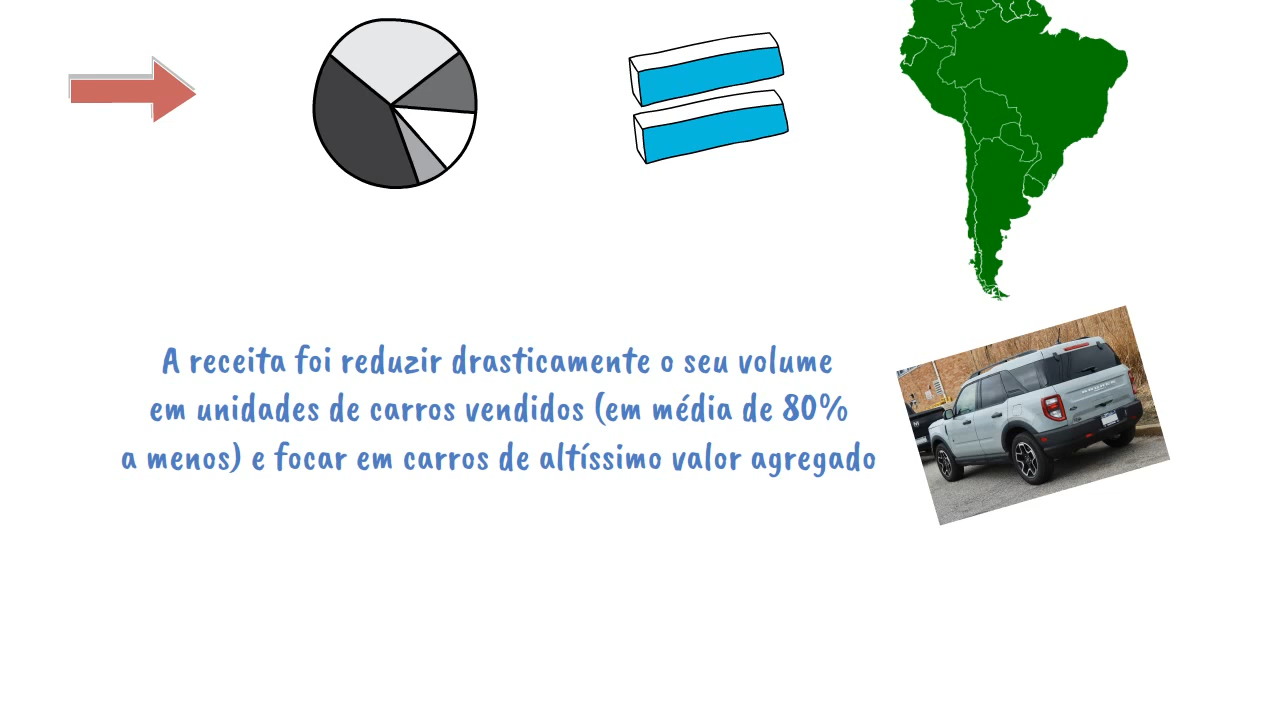 A receita foi reduzir drasticamente o seu volume
em unidades de carros vendidos (em média de 80%
a menos) e focar em carros de altíssimo valor agregado